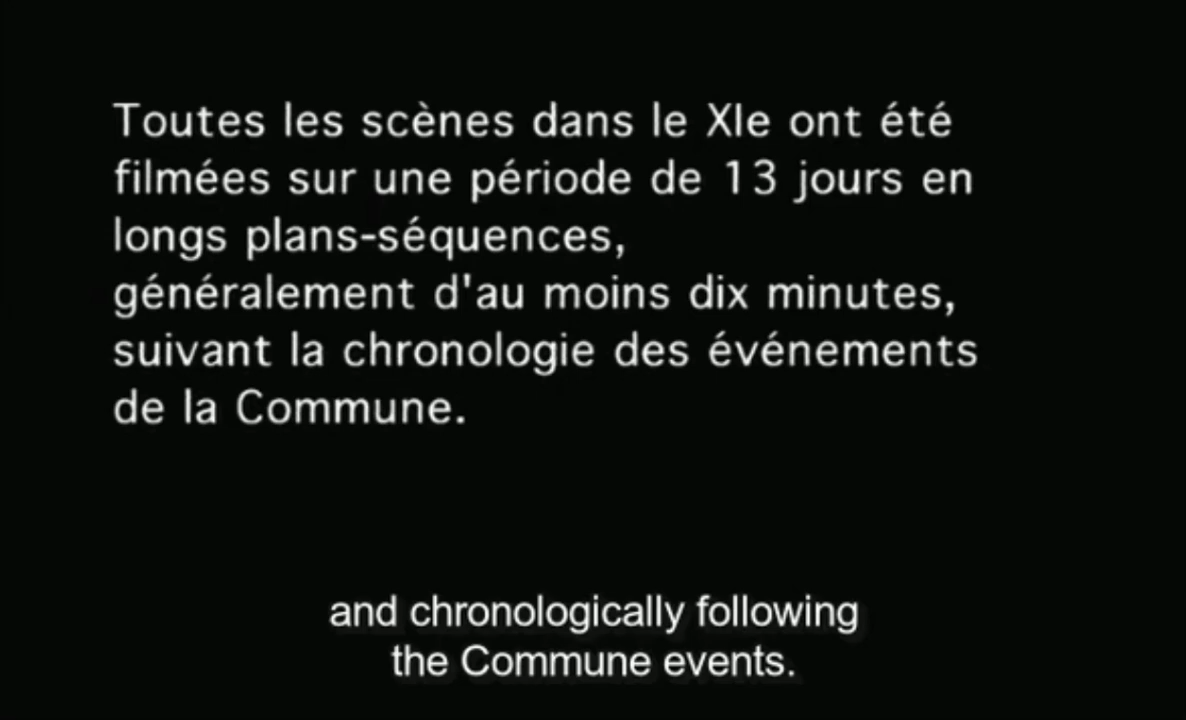 Toutes les scènes dans le XIe ont été
filmées sur une période de 13 jours en
longs plans-séquences,
généralement d'au moins dix minutes,
suivant la chronologie des événements
de la Commune.
and chronologically following
the Commune events.